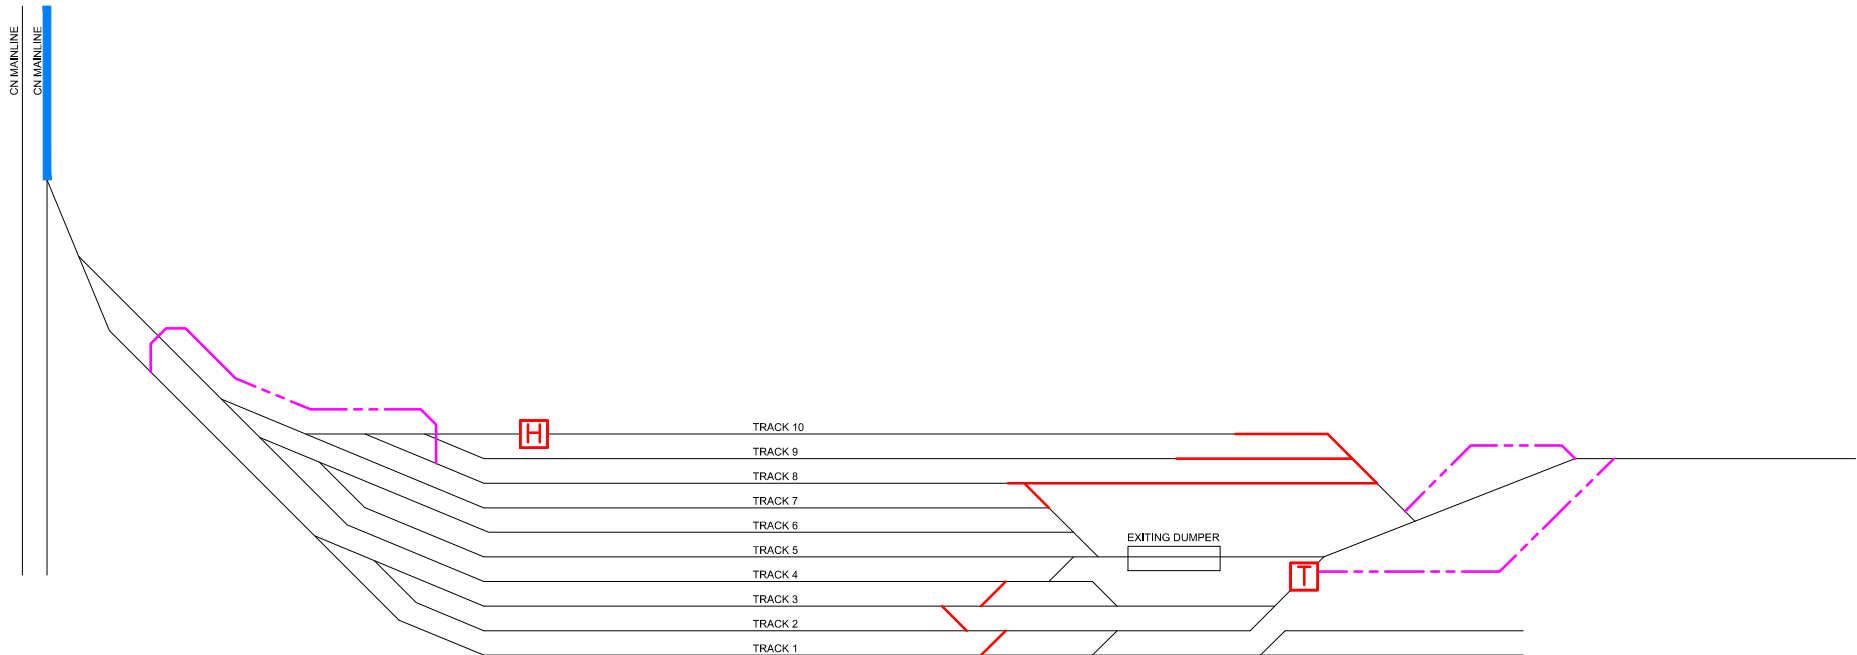 CN MAINLINE
CN MAINLINE
H
TRACK 10
TRACK 9
TRACK 8
TRACK 7
TRACK 6
TRACK 5
EXITING DUMPER
TRACK 4
T
TRACK 3
TRACK 2
TRACK 1